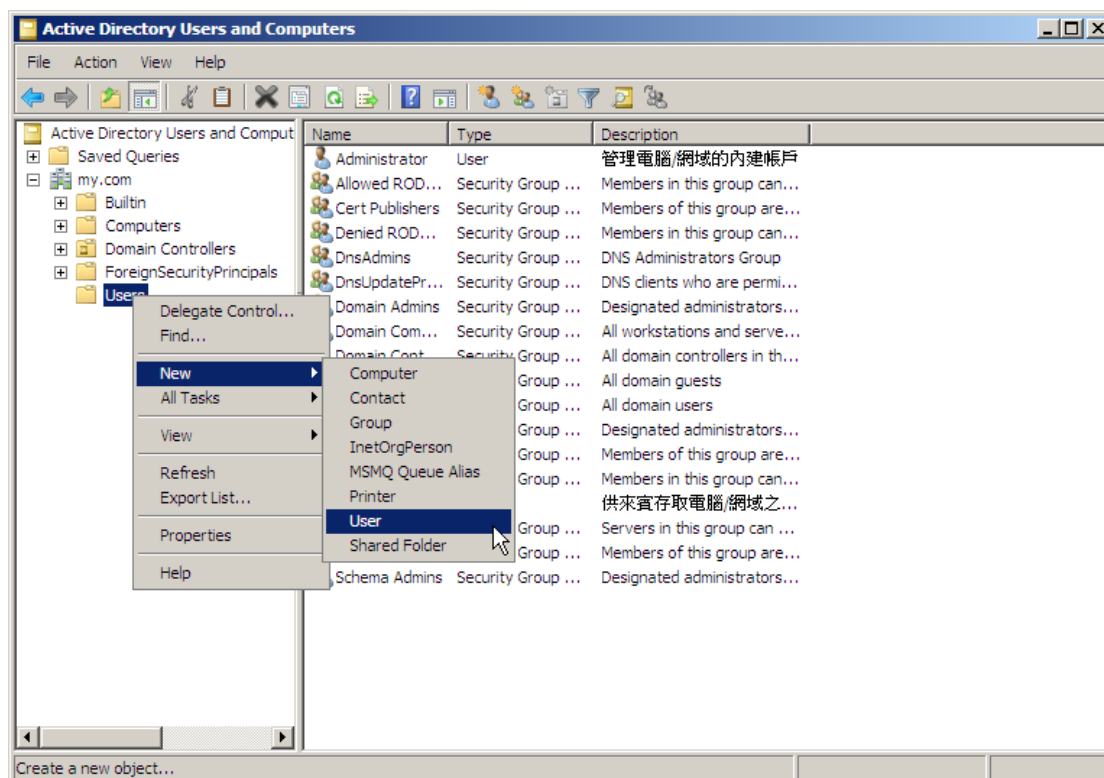 Active Directory Users and Computers
File Action View Help
Active Directory Users and Comput
Saved Queries
my.com
Builtin
Computers
Domain Controllers
ForeignSecurityPrincipals
Users
Name Type Description
Administrator User 管理電腦/網域的內建帳戶
Allowed ROD... Security Group ... Members in this group can...
Cert Publishers Security Group ... Members of this group are...
Denied ROD... Security Group ... Members in this group can...
DnsAdmins Security Group ... DNS Administrators Group
DnsUpdatePr... Security Group ... DNS clients who are permi...
Domain Admins Security Group ... Designated administrators...
Domain Com... Security Group ... All workstations and serve...
Domain Cont... Security Group ... All domain controllers in th...
Group ... All domain guests
Group ... All domain users
Group ... Designated administrators...
Group ... Members of this group are...
Group ... Members in this group can...
供來賓存取電腦/網域之...
Group ... Servers in this group can ...
Group ... Members of this group are...
Schema Admins Security Group ... Designated administrators...
Delegate Control...
Find...
New
All Tasks
View
Refresh
Export List...
Properties
Help
Computer
Contact
Group
InetOrgPerson
MSMQ Queue Alias
Printer
User
Shared Folder
Create a new object...